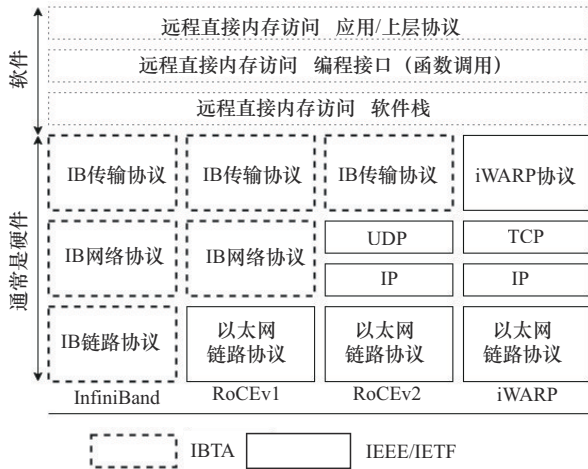 远程直接内存访问 应用/上层协议
远程直接内存访问 编程接口（函数调用）
远程直接内存访问 软件栈
软件
通常是硬件
IB传输协议 IB传输协议 IB传输协议 iWARP协议
IB网络协议 IB网络协议 UDP TCP
IP IP
IB链路协议 以太网 以太网 以太网
链路协议 链路协议 链路协议
InfiniBand RoCEv1 RoCEv2 iWARP
IBTA IEEE/IETF